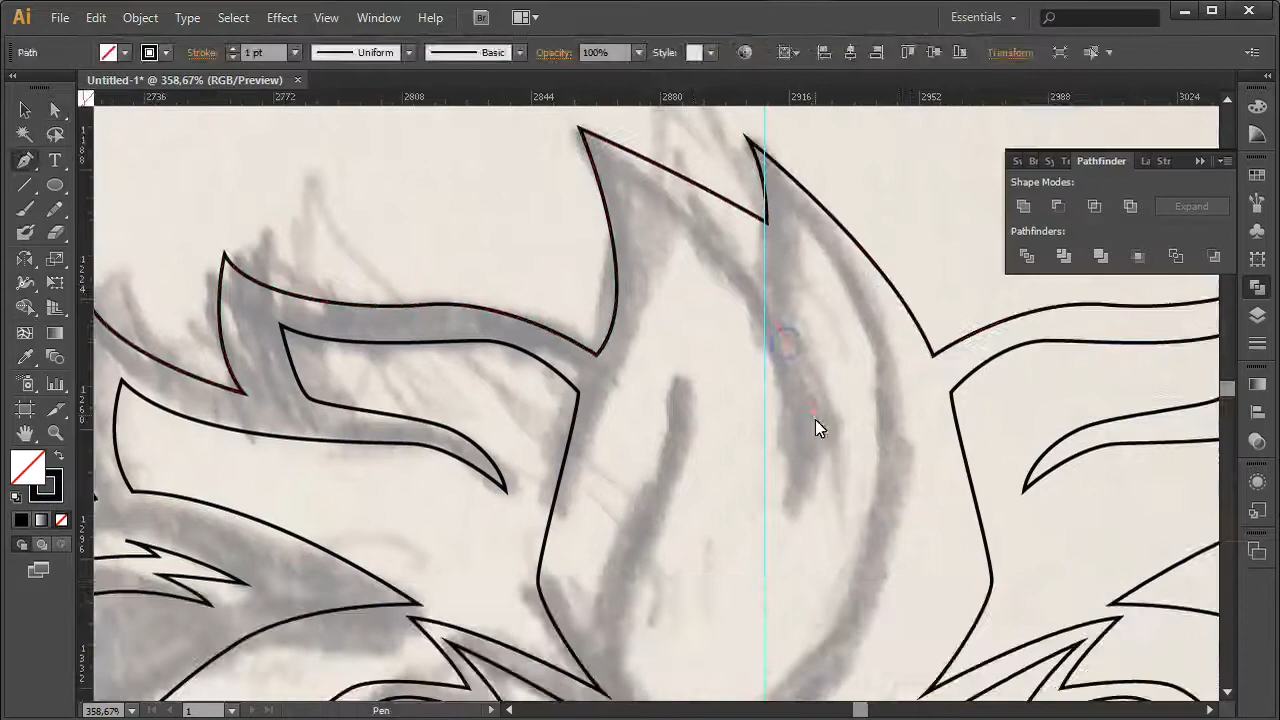 Ai File Edit Object Type Select Effect View Window Help Br Essentials
Path Stroke: 1 pt Uniform Basic Opacity: 100% Style: Transform
Untitled-1* @ 358,67% (RGB/Preview)
2736 2772 2808 2844 2880 2916 2952 2988 3024
Pathfinder
Shape Modes:
Expand
Pathfinders:
358,67% 1 Pen